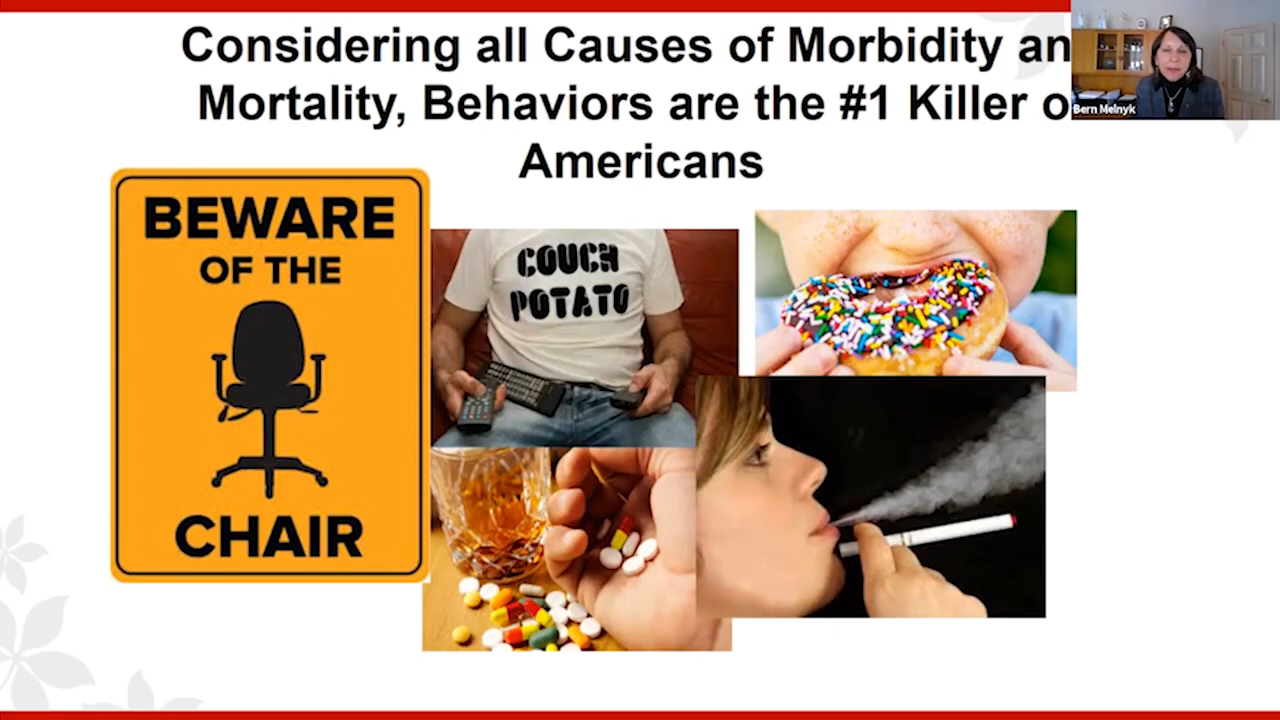 Considering all Causes of Morbidity an
Mortality, Behaviors are the #1 Killer o
Americans
Bern Melnyk
BEWARE
OF THE
CHAIR
COUCH
POTATO